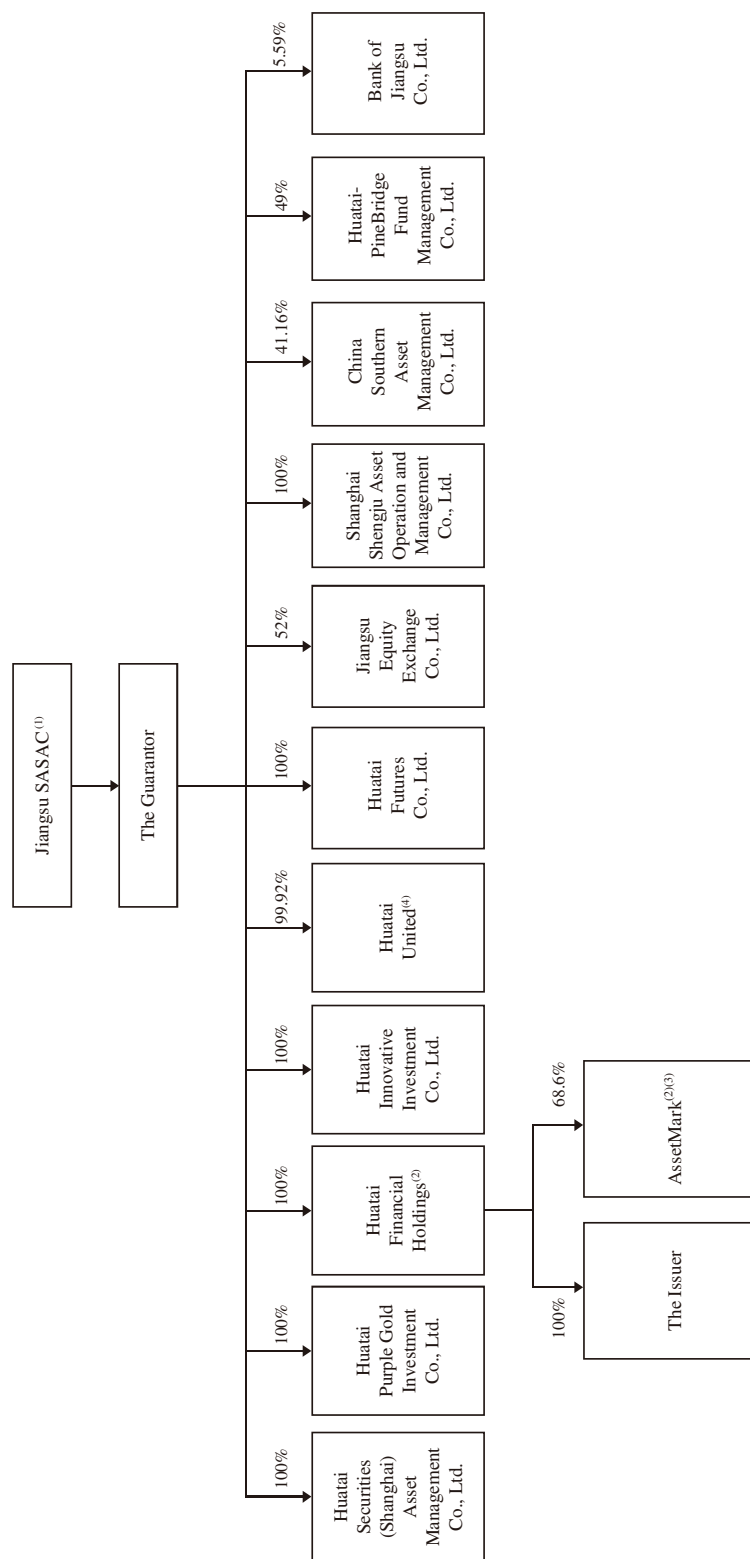 Jiangsu SASAC(1)
The Guarantor
100%
100%
100%
100%
99.92%
100%
52%
100%
41.16%
49%
5.59%
Huatai
Securities
(Shanghai)
Asset
Management
Co., Ltd.
Huatai
Purple Gold
Investment
Co., Ltd.
Huatai
Financial
Holdings(2)
Huatai
Innovative
Investment
Co., Ltd.
Huatai
United(4)
Huatai
Futures
Co., Ltd.
Jiangsu
Equity
Exchange
Co., Ltd.
Shanghai
Shengju Asset
Operation and
Management
Co., Ltd.
China
Southern
Asset
Management
Co., Ltd.
Huatai-
PineBridge
Fund
Management
Co., Ltd.
Bank of
Jiangsu
Co., Ltd.
100%
68.6%
The Issuer
AssetMark(2)(3)